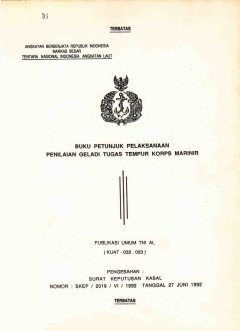 TERBATAS
ANGKATAN BERSENJATA REPUBLIK INDONESIA
MARKAS BESAR
TENTARA NASIONAL INDONESIA ANGKATAN LAUT
BUKU PETUNJUK PELAKSANAAN
PENILAIAN GELADI TUGAS TEMPUR KORPS MARINIR
PUBLIKASI UMUM TNI AL
( KUAT - 032 . 003 )
PENGESAHAN :
SURAT KEPUTUSAN KASAL
NOMOR : SKEP / 2019 / VI / 1992 TANGGAL 27 JUNI 1992
TERBATAS